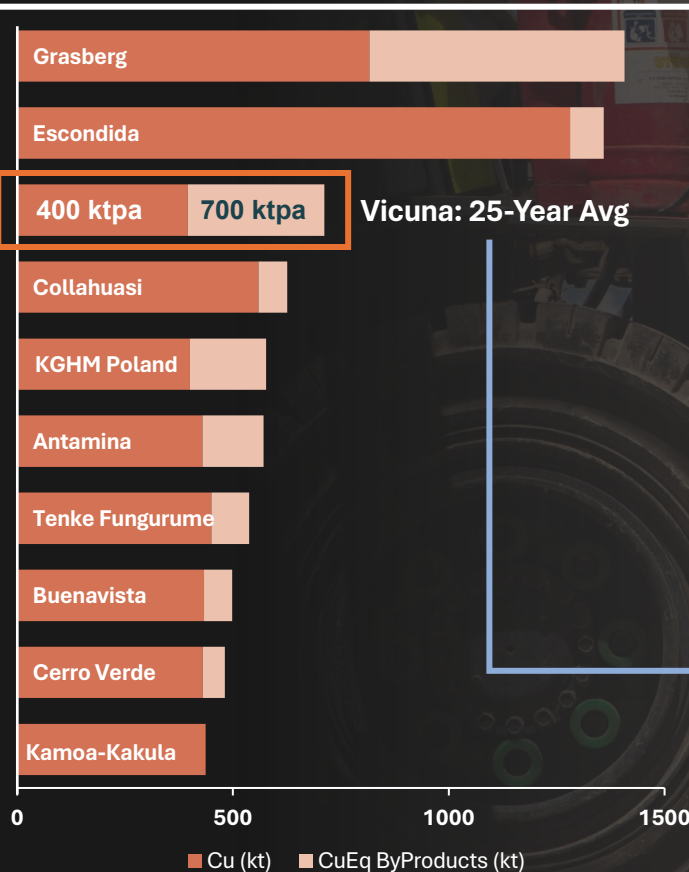 Grasberg
Escondida
400 ktpa 700 ktpa Vicuna: 25-Year Avg
Collahuasi
KGHM Poland
Antamina
Tenke Fungurume
Buenavista
Cerro Verde
Kamoa-Kakula
0 500 1000 1500
Cu (kt) CuEq ByProducts (kt)